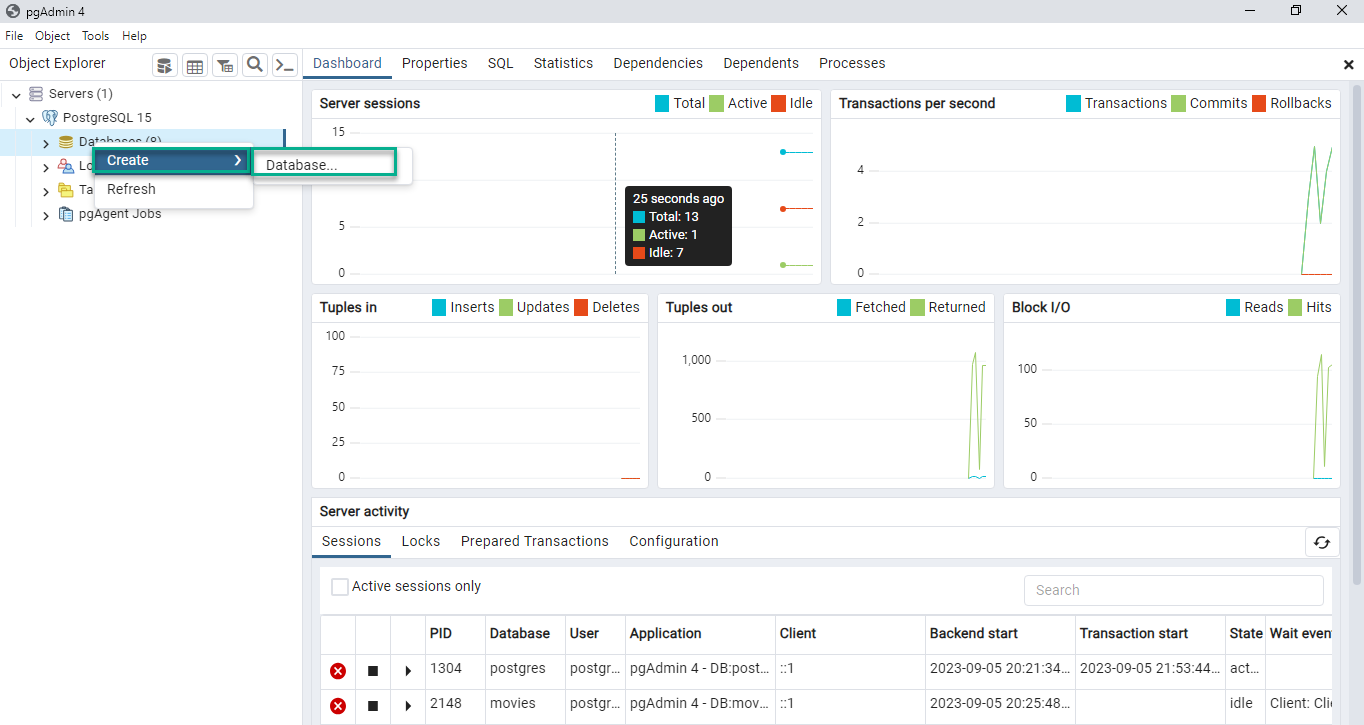 pgAdmin 4
File Object Tools Help
Object Explorer
Dashboard Properties SQL Statistics Dependencies Dependents Processes
Servers (1)
PostgreSQL 15
Databases (8)
Create
Database...
Lo
Ta
Refresh
pgAgent Jobs
Server sessions
Total Active Idle
15
5
0
25 seconds ago
Total: 13
Active: 1
Idle: 7
Transactions per second
Transactions Commits Rollbacks
4
2
0
Tuples in
Inserts Updates Deletes
100
75
50
25
0
Tuples out
Fetched Returned
1,000
500
0
Block I/O
Reads Hits
100
50
0
Server activity
Sessions Locks Prepared Transactions Configuration
Active sessions only
Search
PID Database User Application Client Backend start Transaction start State Wait even
1304 postgres postgr... pgAdmin 4 - DB:post... ::1 2023-09-05 20:21:34... 2023-09-05 21:53:44... act...
2148 movies postgr... pgAdmin 4 - DB:mov... ::1 2023-09-05 20:25:48... idle Client: Clie